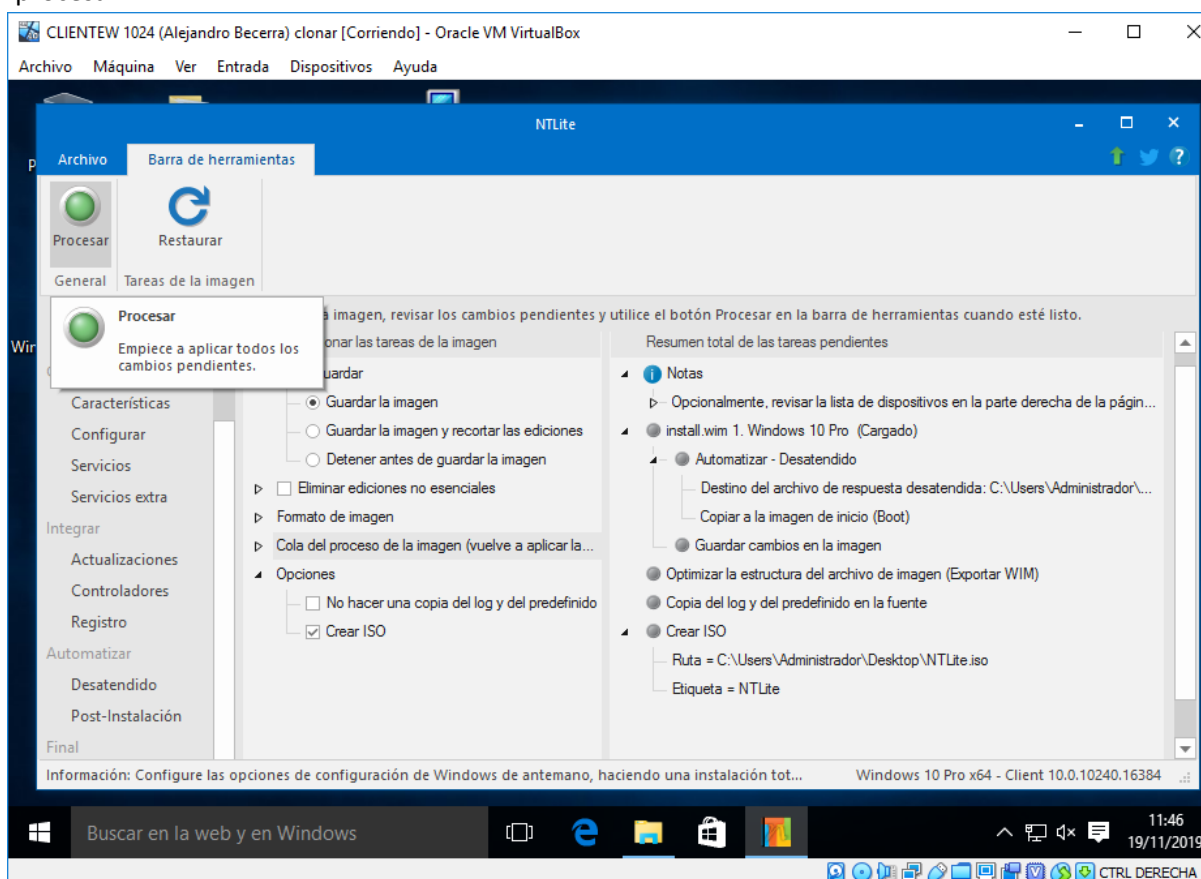 CLIENTEW 1024 (Alejandro Becerra) clonar [Corriendo] - Oracle VM VirtualBox
Archivo Máquina Ver Entrada Dispositivos Ayuda
NTLite
Archivo Barra de herramientas
Procesar Restaurar
General Tareas de la imagen
Procesar
Empiece a aplicar todos los
cambios pendientes.
imagen, revisar los cambios pendientes y utilice el botón Procesar en la barra de herramientas cuando esté listo.
onar las tareas de la imagen
Resumen total de las tareas pendientes
Win
Características
Configurar
Servicios
Servicios extra
Integrar
Actualizaciones
Controladores
Registro
Automatizar
Desatendido
Post-Instalación
Final
uardar
Guardar la imagen
Guardar la imagen y recortar las ediciones
Detener antes de guardar la imagen
Eliminar ediciones no esenciales
Formato de imagen
Cola del proceso de la imagen (vuelve a aplicar la...
Opciones
No hacer una copia del log y del predefinido
Crear ISO
Notas
Opcionalmente, revisar la lista de dispositivos en la parte derecha de la págin...
install.wim 1. Windows 10 Pro (Cargado)
Automatizar - Desatendido
Destino del archivo de respuesta desatendida: C:\Users\Administrador\...
Copiar a la imagen de inicio (Boot)
Guardar cambios en la imagen
Optimizar la estructura del archivo de imagen (Exportar WIM)
Copia del log y del predefinido en la fuente
Crear ISO
Ruta = C:\Users\Administrador\Desktop\NTLite.iso
Etiqueta = NTLite
Información: Configure las opciones de configuración de Windows de antemano, haciendo una instalación tot...
Windows 10 Pro x64 - Client 10.0.10240.16384
Buscar en la web y en Windows
11:46
19/11/2019
CTRL DERECHA